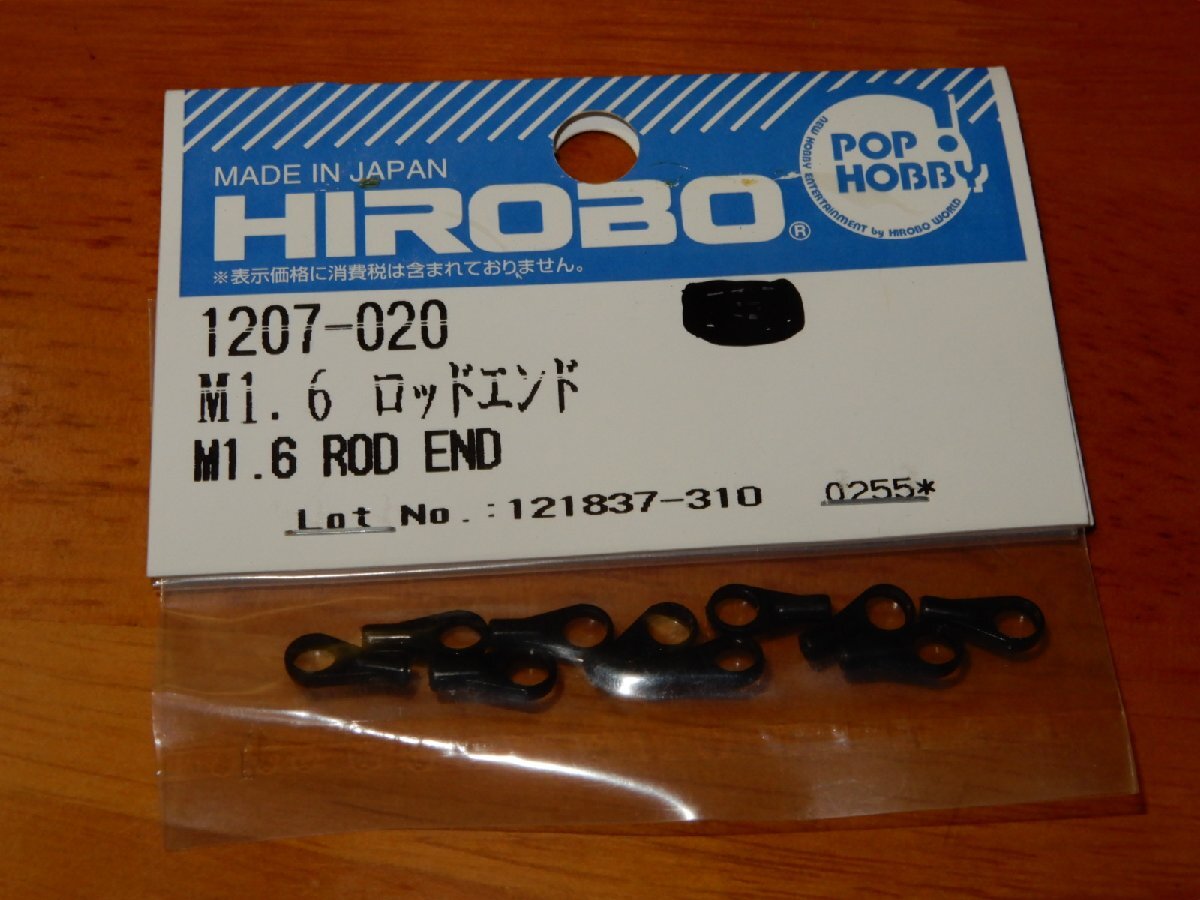 MADE IN JAPAN
HIROBO®
※表示価格に消費税は含まれておりません。
POP!
HOBBY
NEW HOBBY ENTERTAINMENT by HIROBO WORLD
1207-020
M1.6 ロッドエンド
M1.6 ROD END
Lot No.:121837-310 0255*